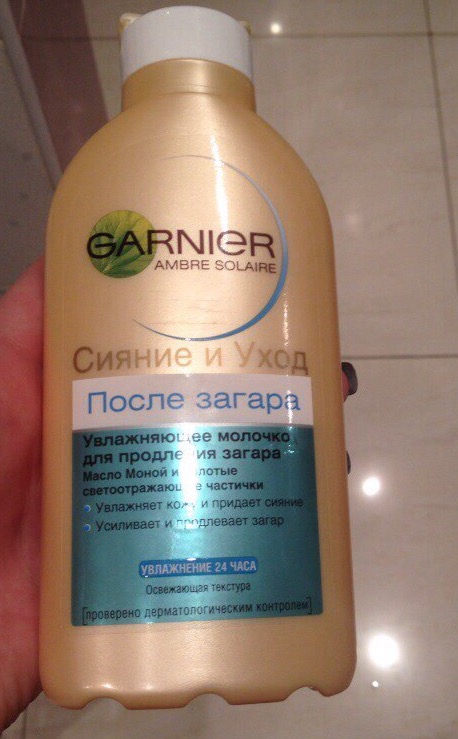 GARNIER
AMBRE SOLAIRE
Сияние и Уход
После загара
Увлажняющее молочко
для продления загара
Масло Моной и золотые
светоотражающие частички
Увлажняет кожу и придает сияние
Усиливает и продлевает загар
УВЛАЖНЕНИЕ 24 ЧАСА
Освежающая текстура
[проверено дерматологическим контролем]